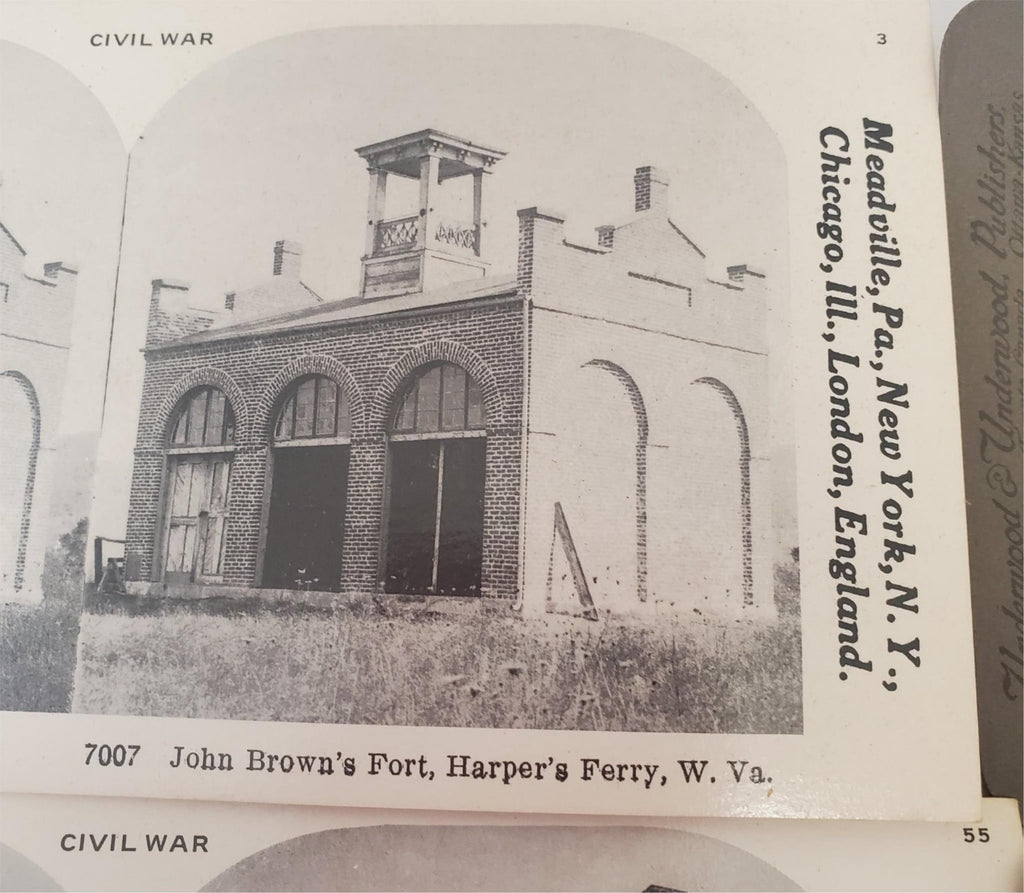 CIVIL WAR
3
Meadville, Pa., New York, N. Y.,
Chicago, Ill., London, England.
7007 John Brown's Fort, Harper's Ferry, W. Va.
Underwood & Underwood, Publishers.
CIVIL WAR
55